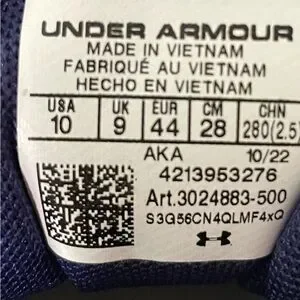 UNDER ARMOUR
MADE IN VIETNAM
FABRIQUÉ AU VIETNAM
HECHO EN VIETNAM
USA UK EUR CM CHN
10 9 44 28 280(2.5)
AKA 10/22
4213953276
Art.3024883-500
S3G56CN4QLMF4xQ